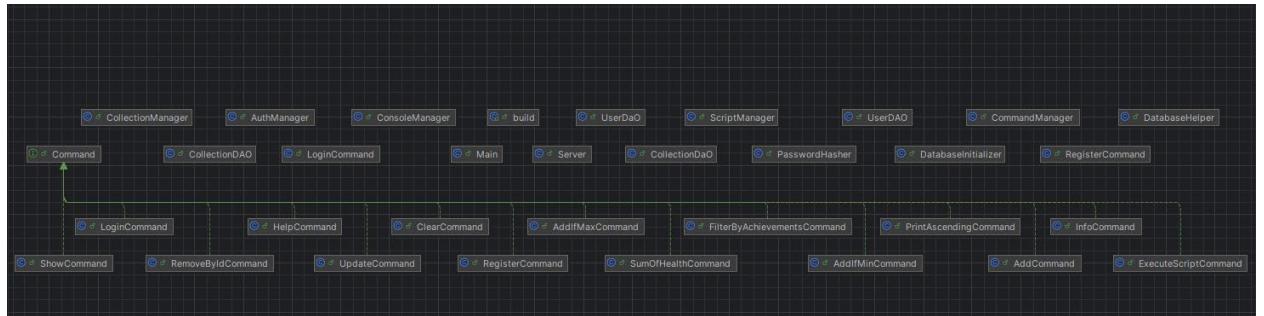 CollectionManager AuthManager ConsoleManager build UserDaO ScriptManager UserDAO CommandManager DatabaseHelper
Command CollectionDAO LoginCommand Main Server CollectionDaO PasswordHasher DatabaseInitializer RegisterCommand
LoginCommand HelpCommand ClearCommand AddIfMaxCommand FilterByAchievementsCommand PrintAscendingCommand InfoCommand
ShowCommand RemoveByIdCommand UpdateCommand RegisterCommand SumOfHealthCommand AddIfMinCommand AddCommand ExecuteScriptCommand